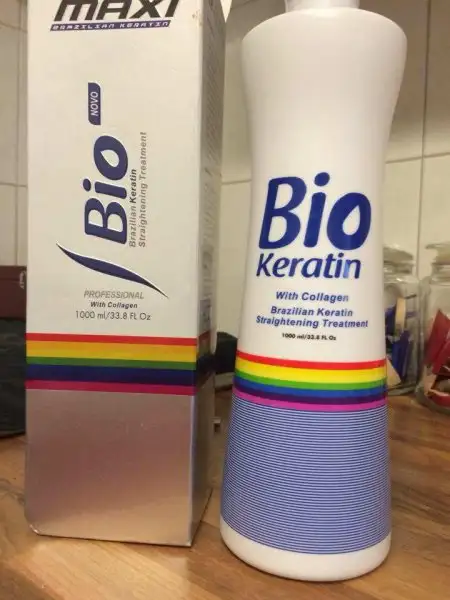 MAXI
BRAZILIAN KERATIN
NOVO
Bio
Brazilian Keratin
Straightening Treatment
PROFESSIONAL
With Collagen
1000 ml/33.8 FL Oz
Bio
Keratin
With Collagen
Brazilian Keratin
Straightening Treatment
1000 ml/33.8 FL Oz